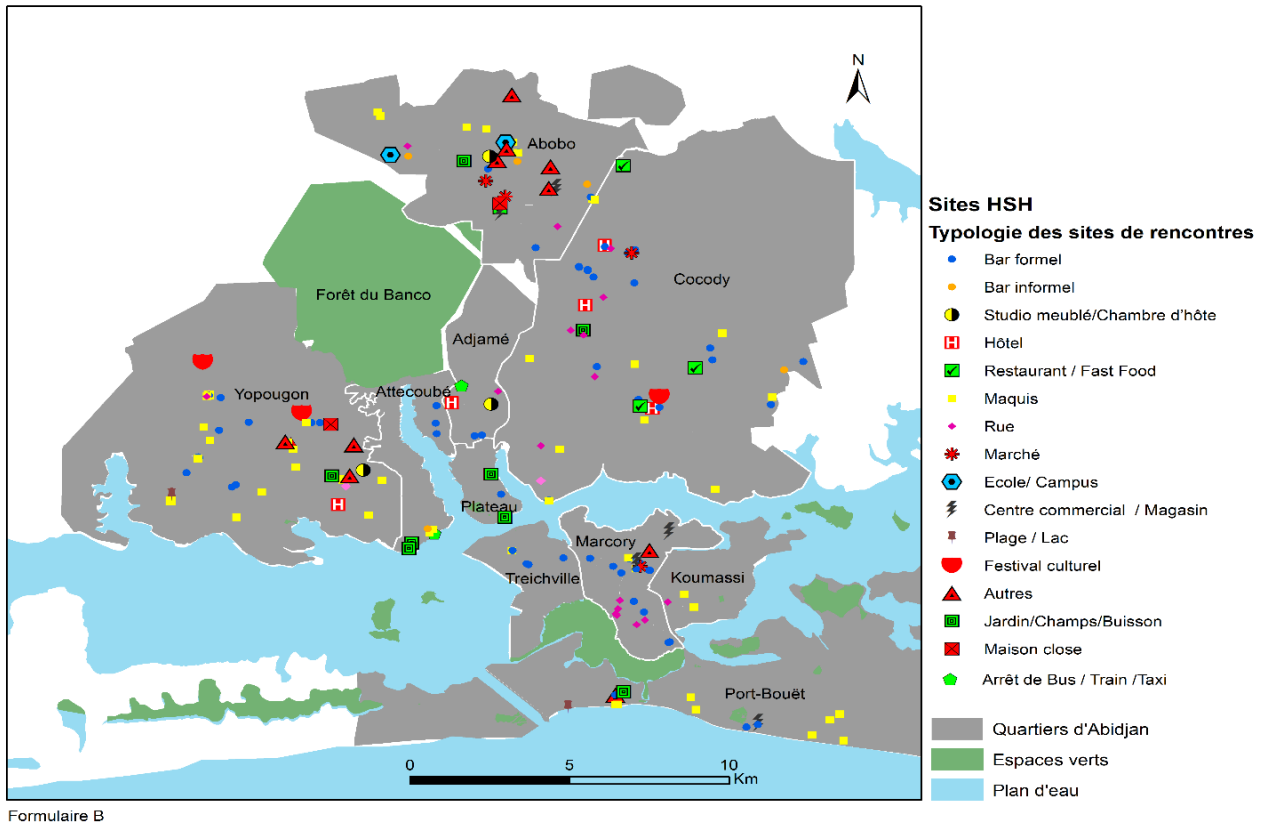 N
Abobo
Cocody
Forêt du Banco
Adjamé
Attecoubé
Yopougon
Plateau
Marcory
Treichville
Koumassi
Port-Bouët
0 5 10
Km
Sites HSH
Typologie des sites de rencontres
Bar formel
Bar informel
Studio meublé/Chambre d'hôte
H Hôtel
Restaurant / Fast Food
Maquis
Rue
Marché
Ecole/ Campus
Centre commercial / Magasin
Plage / Lac
Festival culturel
Autres
Jardin/Champs/Buisson
Maison close
Arrêt de Bus / Train /Taxi
Quartiers d'Abidjan
Espaces verts
Plan d'eau
Formulaire B